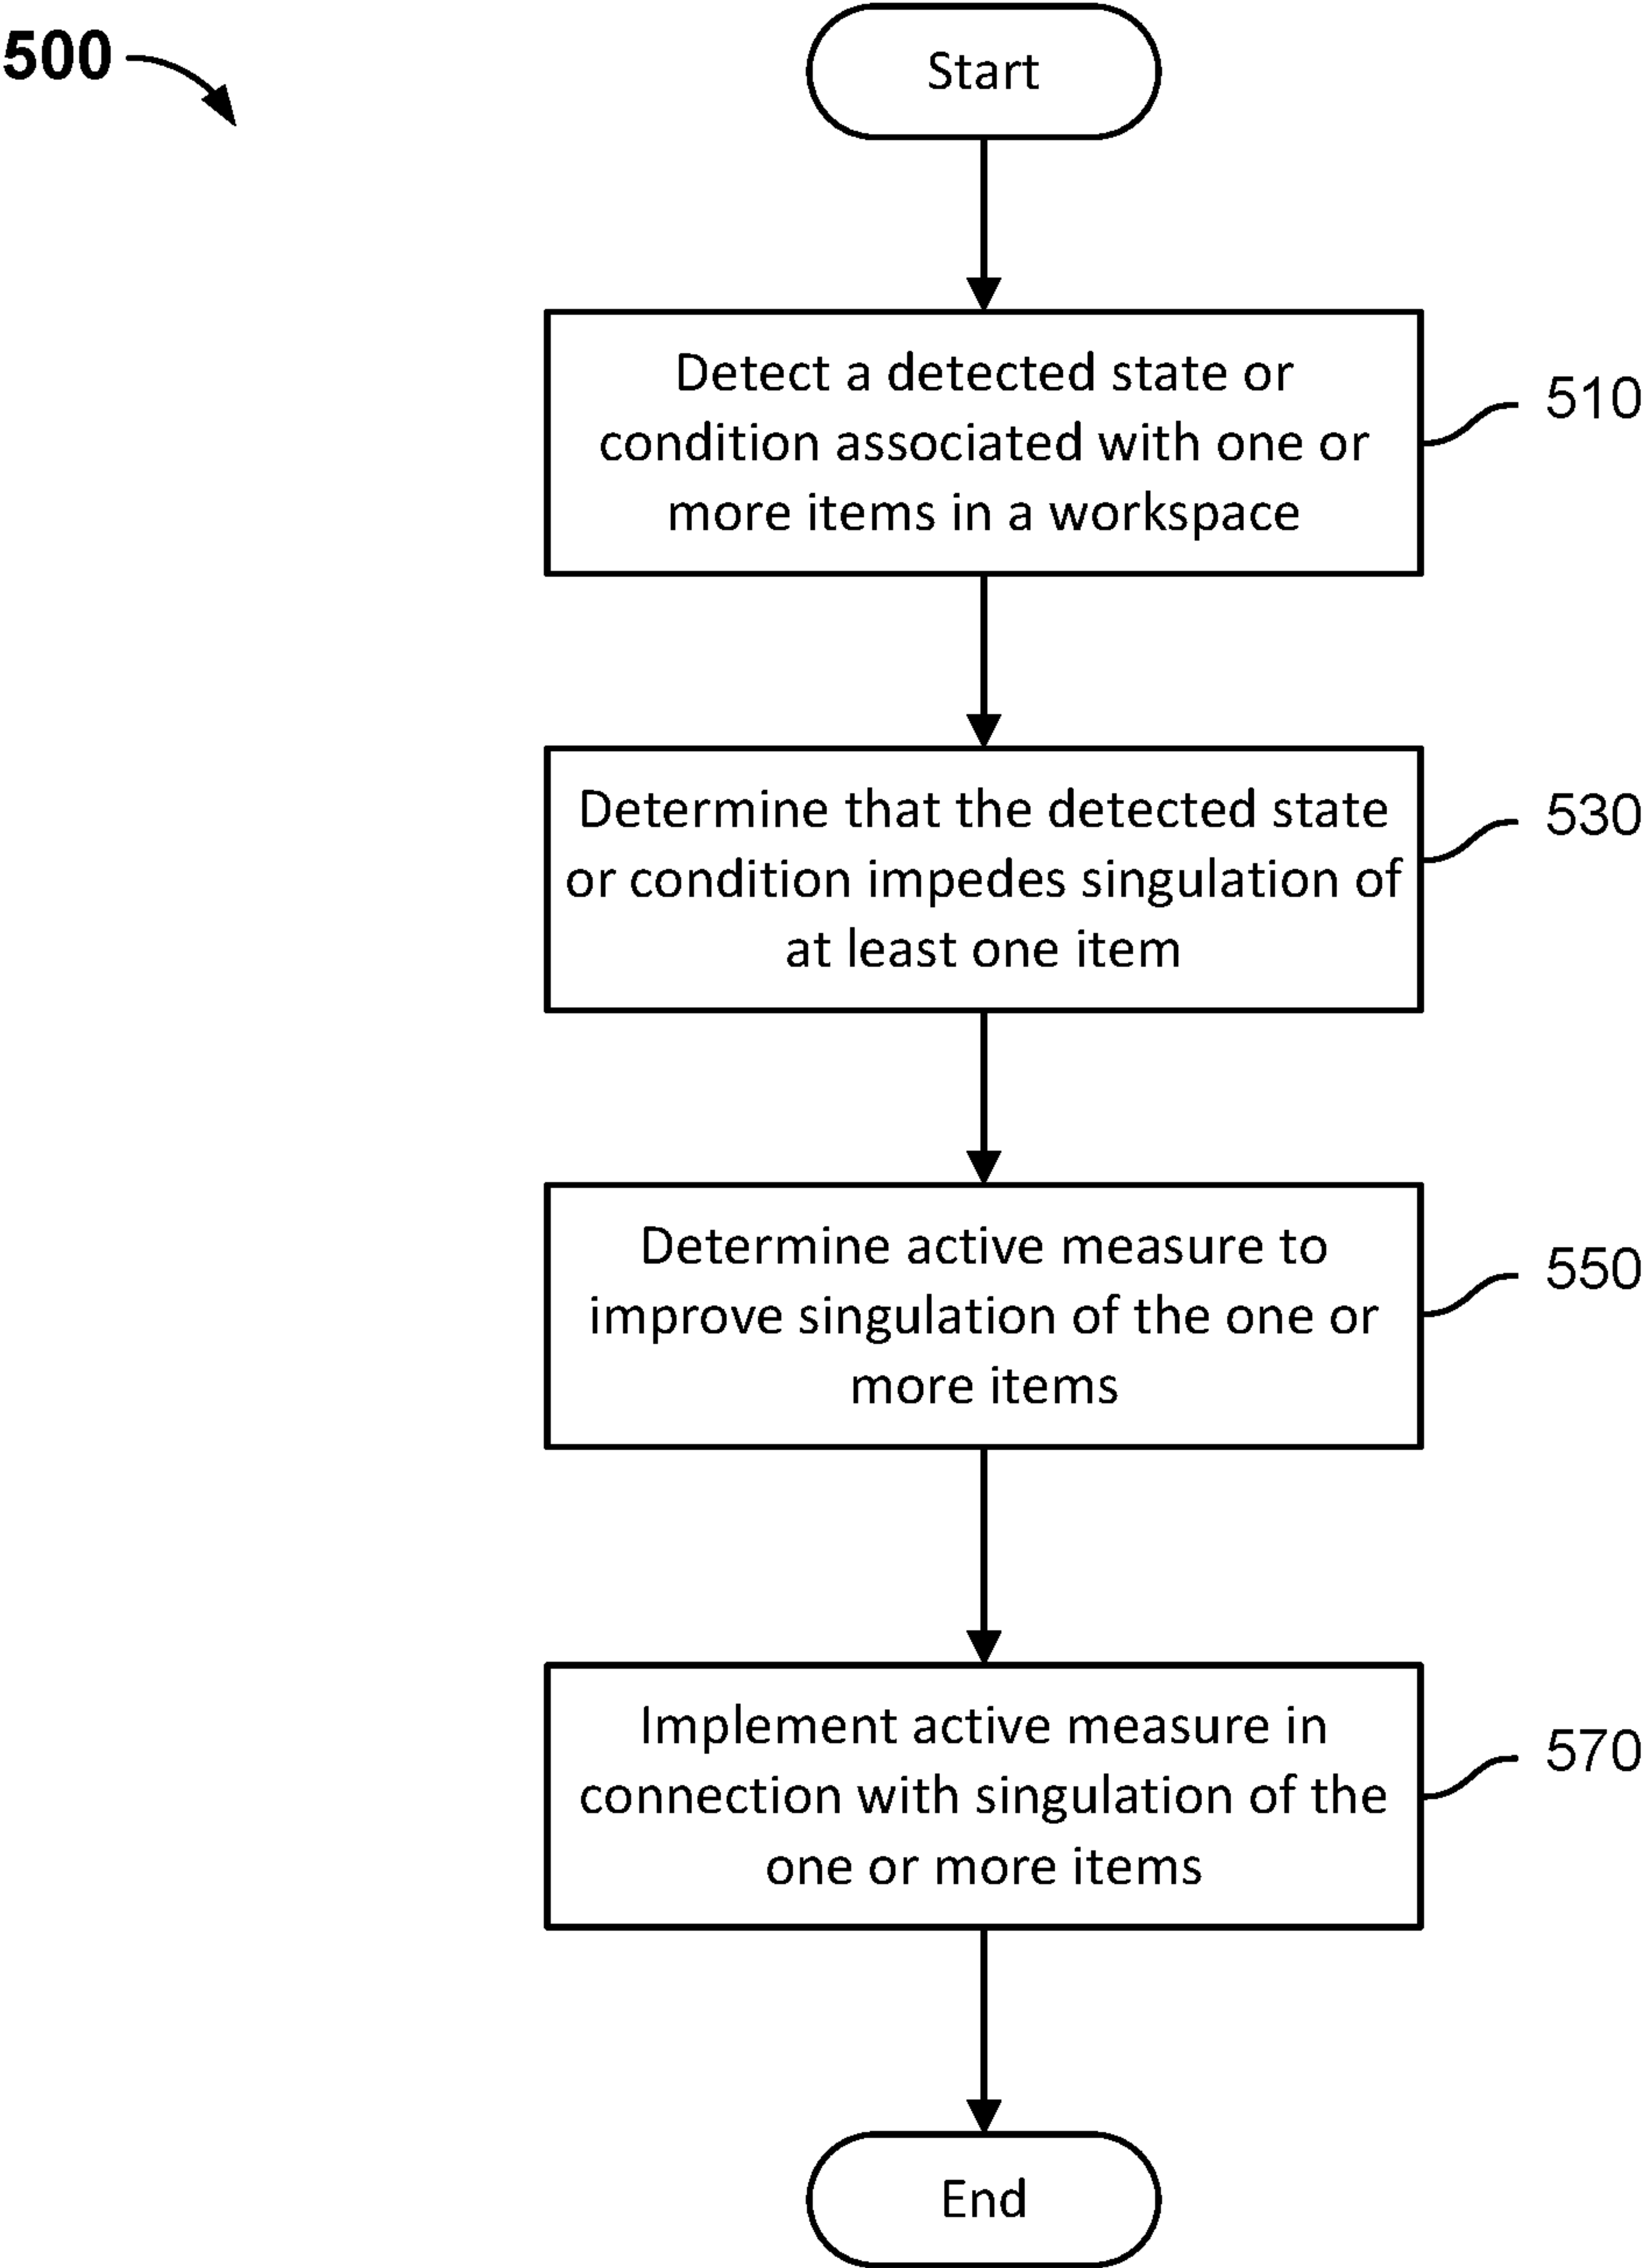 500
Start
Detect a detected state or
condition associated with one or
more items in a workspace
510
Determine that the detected state
or condition impedes singulation of
at least one item
530
Determine active measure to
improve singulation of the one or
more items
550
Implement active measure in
connection with singulation of the
one or more items
570
End